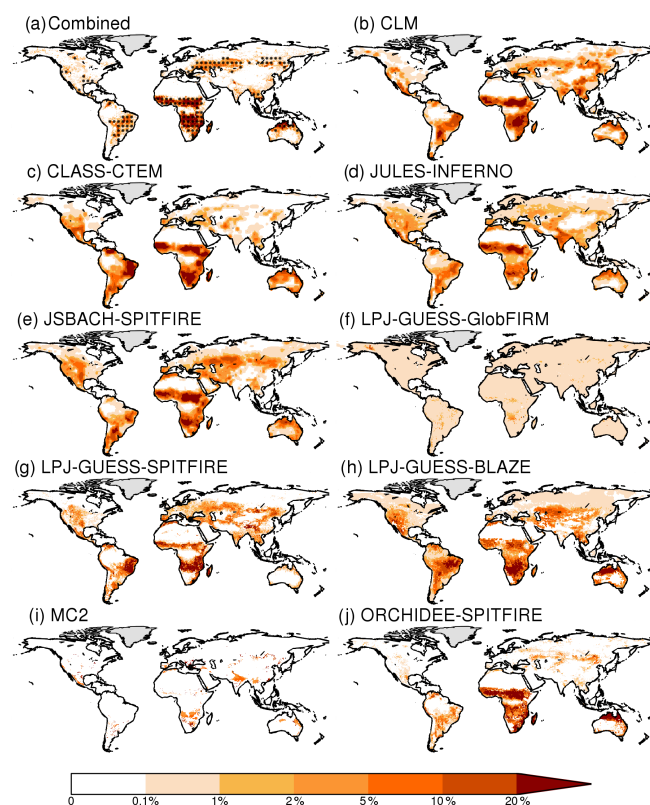 (a) Combined
(b) CLM
(c) CLASS-CTEM
(d) JULES-INFERNO
(e) JSBACH-SPITFIRE
(f) LPJ-GUESS-GlobFIRM
(g) LPJ-GUESS-SPITFIRE
(h) LPJ-GUESS-BLAZE
(i) MC2
(j) ORCHIDEE-SPITFIRE
0 0.1% 1% 2% 5% 10% 20%